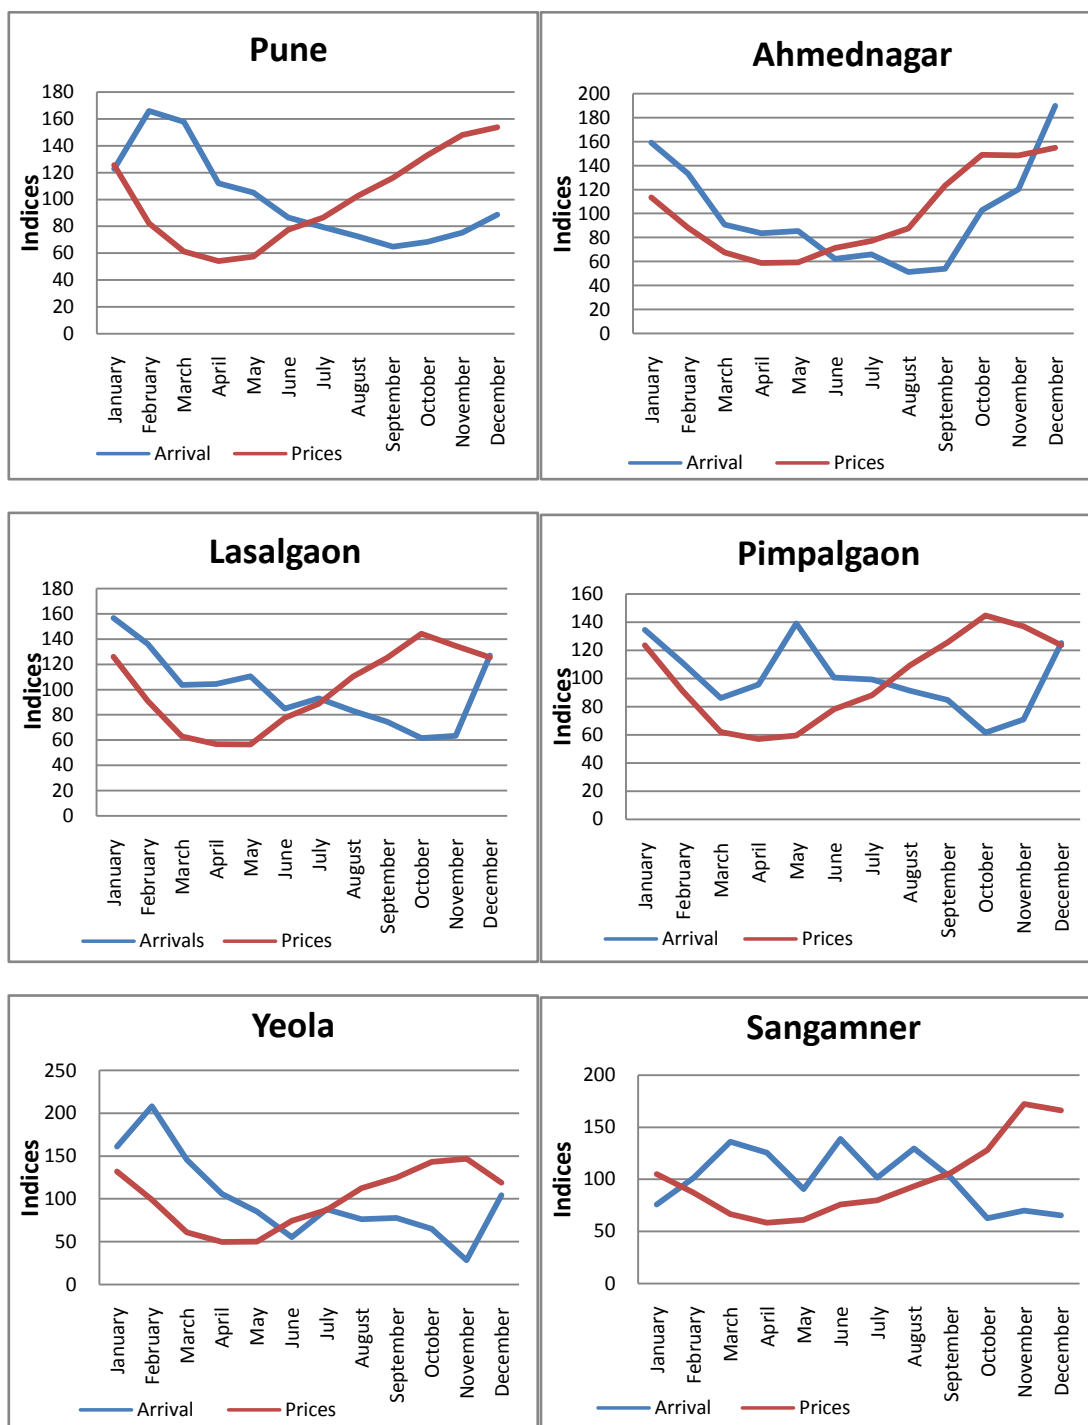 Pune
Indices
180
160
140
120
100
80
60
40
20
0
January
February
March
April
May
June
July
August
September
October
November
December
Arrival
Prices
Ahmednagar
Indices
200
180
160
140
120
100
80
60
40
20
0
January
February
March
April
May
June
July
August
September
October
November
December
Arrival
Prices
Lasalgaon
Indices
180
160
140
120
100
80
60
40
20
0
January
February
March
April
May
June
July
August
September
October
November
December
Arrivals
Prices
Pimpalgaon
Indices
160
140
120
100
80
60
40
20
0
January
February
March
April
May
June
July
August
September
October
November
December
Arrival
Prices
Yeola
Indices
250
200
150
100
50
0
January
February
March
April
May
June
July
August
September
October
November
December
Arrival
Prices
Sangamner
Indices
200
150
100
50
0
January
February
March
April
May
June
July
August
September
October
November
December
Arrival
Prices